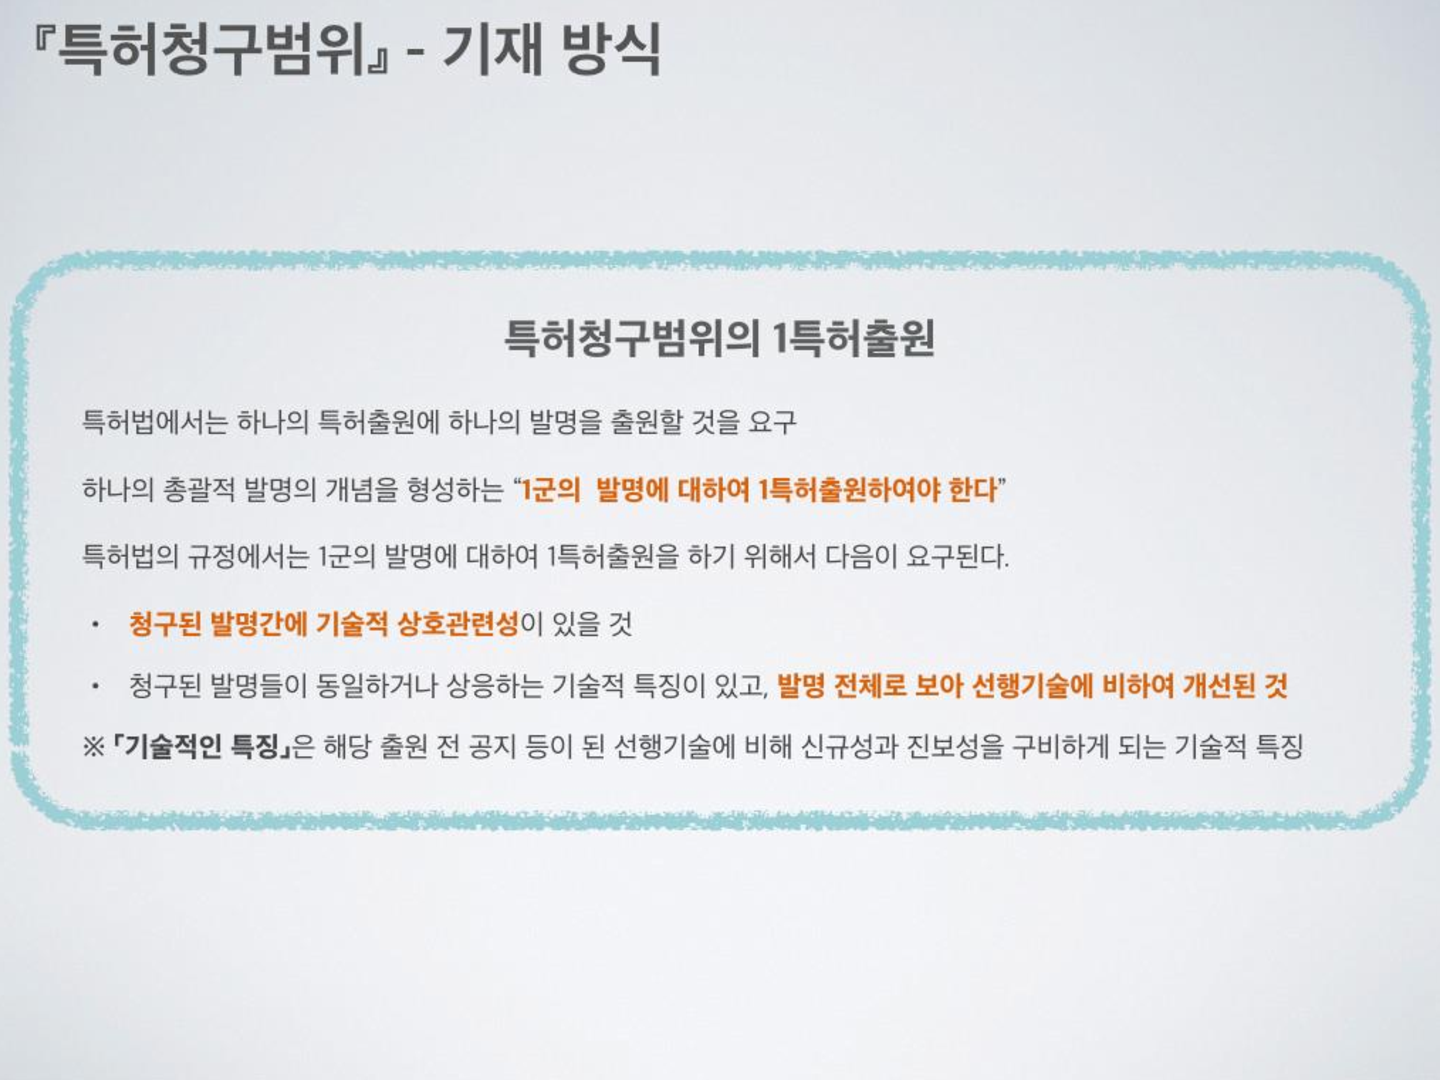 『특허청구범위』 - 기재 방식
특허청구범위의 1특허출원
특허법에서는 하나의 특허출원에 하나의 발명을 출원할 것을 요구
하나의 총괄적 발명의 개념을 형성하는 “1군의 발명에 대하여 1특허출원하여야 한다”
특허법의 규정에서는 1군의 발명에 대하여 1특허출원을 하기 위해서 다음이 요구된다.
• 청구된 발명간에 기술적 상호관련성이 있을 것
• 청구된 발명들이 동일하거나 상응하는 기술적 특징이 있고, 발명 전체로 보아 선행기술에 비하여 개선된 것
※ 「기술적인 특징」은 해당 출원 전 공지 등이 된 선행기술에 비해 신규성과 진보성을 구비하게 되는 기술적 특징